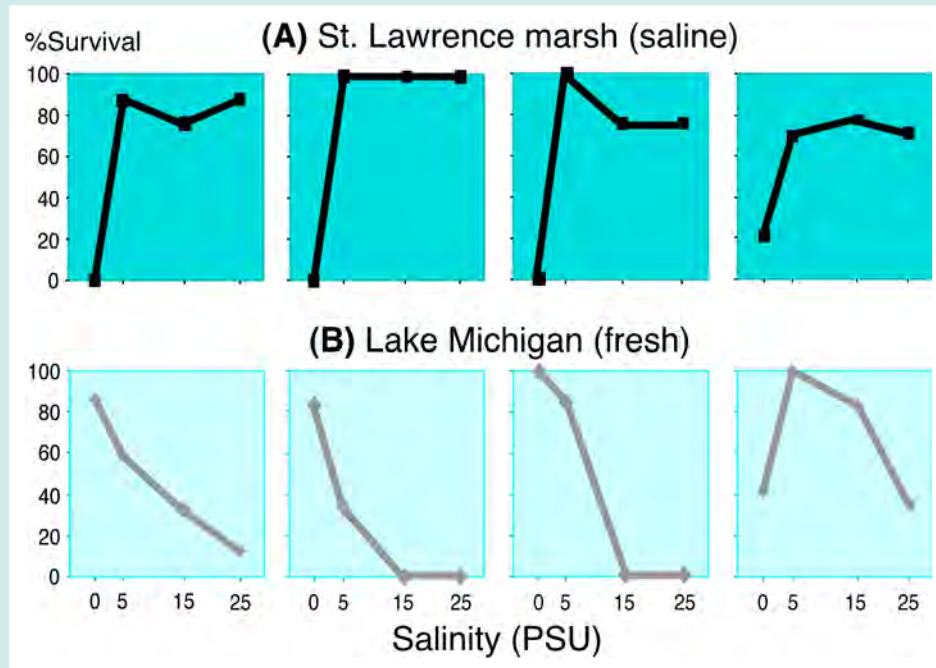 %Survival
(A) St. Lawrence marsh (saline)
100
80
60
40
20
0
(B) Lake Michigan (fresh)
100
80
60
40
20
0
0 5 15 25 0 5 15 25 0 5 15 25 0 5 15 25
Salinity (PSU)